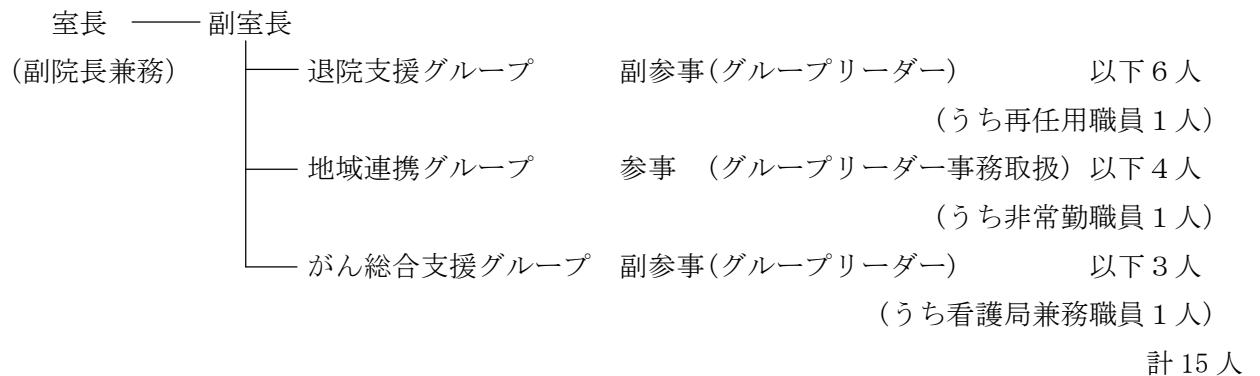 室長 ―― 副室長
(副院長兼務)
退院支援グループ 副参事(グループリーダー) 以下6人
(うち再任用職員1人)
地域連携グループ 参事 (グループリーダー事務取扱) 以下4人
(うち非常勤職員1人)
がん総合支援グループ 副参事(グループリーダー) 以下3人
(うち看護局兼務職員1人)
計15人